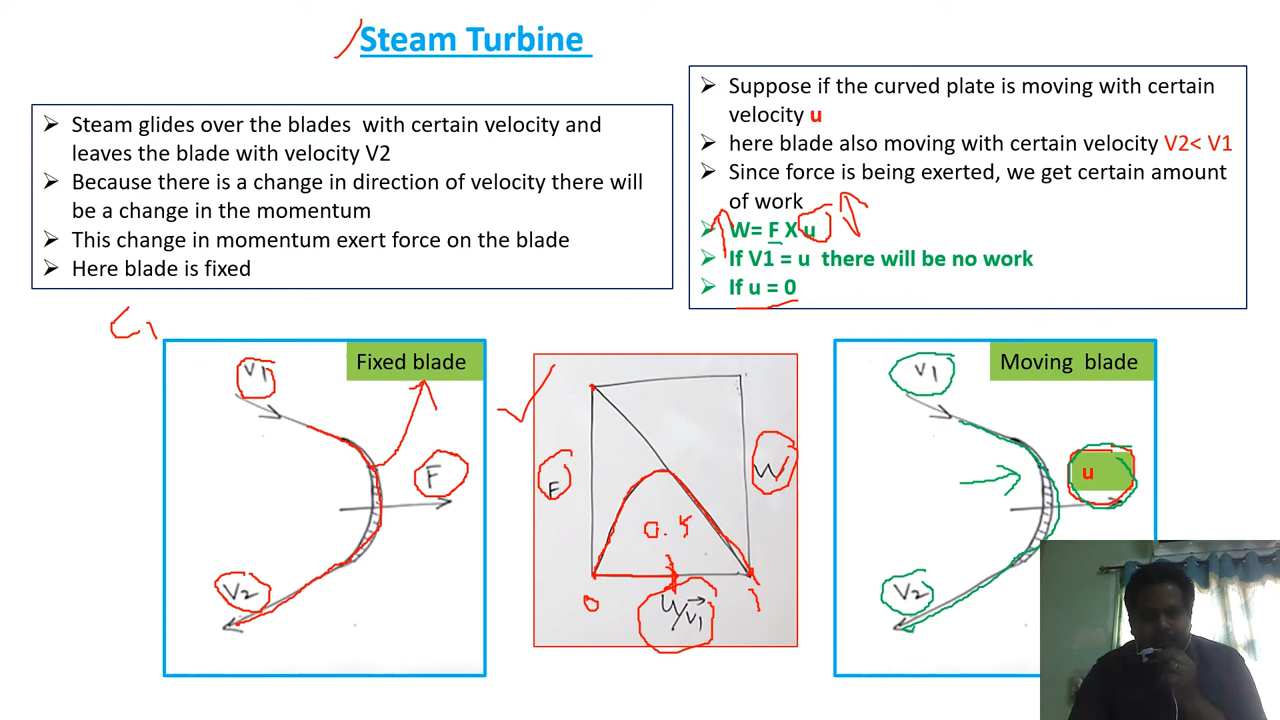 Steam Turbine
Steam glides over the blades with certain velocity and
leaves the blade with velocity V2
Because there is a change in direction of velocity there will
be a change in the momentum
This change in momentum exert force on the blade
Here blade is fixed
Suppose if the curved plate is moving with certain
velocity u
here blade also moving with certain velocity V2< V1
Since force is being exerted, we get certain amount
of work
W= F X u
If V1 = u there will be no work
If u = 0
Fixed blade
V1
F
V2
F
W
0.5
0
1
U/V1
Moving blade
V1
u
V2